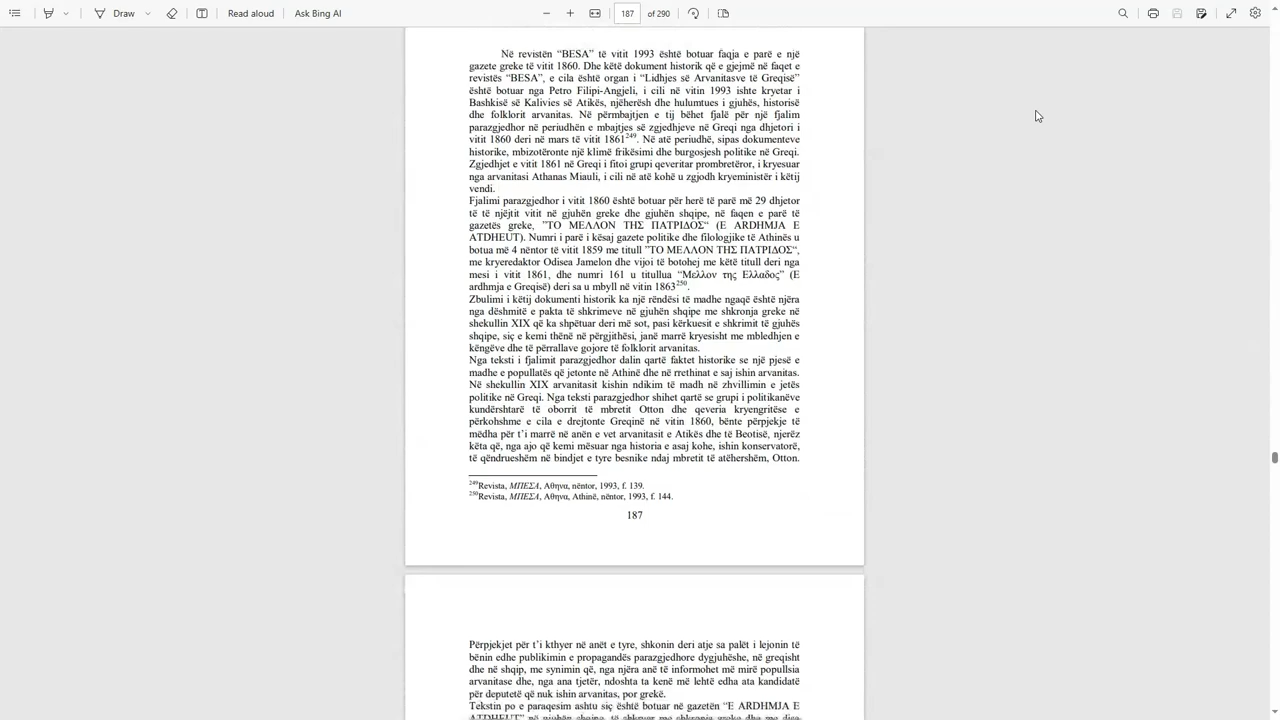 Draw
Read aloud
Ask Bing AI
187
of 290
Në revistën “BESA” të vitit 1993 është botuar faqja e parë e një
gazete greke të vitit 1860. Dhe këtë dokument historik që e gjejmë në faqet e
revistës “BESA”, e cila është organ i “Lidhjes së Arvanitasve të Greqisë”
është botuar nga Petro Filipi-Angjeli, i cili në vitin 1993 ishte kryetar i
Bashkisë së Kalivies së Atikës, njëherësh dhe hulumtues i gjuhës, historisë
dhe folklorit arvanitas. Në përmbajtjen e tij bëhet fjalë për një fjalim
parazgjedhor në periudhën e mbajtjes së zgjedhjeve në Greqi nga dhjetori i
vitit 1860 deri në mars të vitit 1861249. Në atë periudhë, sipas dokumenteve
historike, mbizotëronte një klimë frikësimi dhe burgosjesh politike në Greqi.
Zgjedhjet e vitit 1861 në Greqi i fitoi grupi qeveritar prombretëror, i kryesuar
nga arvanitasi Athanas Miauli, i cili në atë kohë u zgjodh kryeministër i këtij
vendi.
Fjalimi parazgjedhor i vitit 1860 është botuar për herë të parë më 29 dhjetor
të të njëjtit vitit në gjuhën greke dhe gjuhën shqipe, në faqen e parë të
gazetës greke, ”ΤΟ ΜΕΛΛΟΝ ΤΗΣ ΠΑΤΡΙΔΟΣ“ (E ARDHMJA E
ATDHEUT). Numri i parë i kësaj gazete politike dhe filologjike të Athinës u
botua më 4 nëntor të vitit 1859 me titull ”ΤΟ ΜΕΛΛΟΝ ΤΗΣ ΠΑΤΡΙΔΟΣ“,
me kryeredaktor Odisea Jamelon dhe vijoi të botohej me këtë titull deri nga
mesi i vitit 1861, dhe numri 161 u titullua “Μελλον της Ελλαδος” (E
ardhmja e Greqisë) deri sa u mbyll në vitin 1863250.
Zbulimi i këtij dokumenti historik ka një rëndësi të madhe ngaqë është njëra
nga dëshmitë e pakta të shkrimeve në gjuhën shqipe me shkronja greke në
shekullin XIX që ka shpëtuar deri më sot, pasi kërkuesit e shkrimit të gjuhës
shqipe, siç e kemi thënë në përgjithësi, janë marrë kryesisht me mbledhjen e
këngëve dhe të përrallave gojore të folklorit arvanitas.
Nga teksti i fjalimit parazgjedhor dalin qartë faktet historike se një pjesë e
madhe e popullatës që jetonte në Athinë dhe në rrethinat e saj ishin arvanitas.
Në shekullin XIX arvanitasit kishin ndikim të madh në zhvillimin e jetës
politike në Greqi. Nga teksti parazgjedhor shihet qartë se grupi i politikanëve
kundërshtarë të oborrit të mbretit Otton dhe qeveria kryengritëse e
përkohshme e cila e drejtonte Greqinë në vitin 1860, bënte përpjekje të
mëdha për t’i marrë në anën e vet arvanitasit e Atikës dhe të Beotisë, njerëz
këta që, nga ajo që kemi mësuar nga historia e asaj kohe, ishin konservatorë,
të qëndrueshëm në bindjet e tyre besnike ndaj mbretit të atëhershëm, Otton.
249Revista, ΜΠΕΣΑ, Αθηνα, nëntor, 1993, f. 139.
250Revista, ΜΠΕΣΑ, Αθηνα, Athinë, nëntor, 1993, f. 144.
187
Përpjekjet për t’i kthyer në anët e tyre, shkonin deri atje sa palët i lejonin të
bënin edhe publikimin e propagandës parazgjedhore dygjuhëshe, në greqisht
dhe në shqip, me synimin që, nga njëra anë të informohet më mirë popullsia
arvanitase dhe, nga ana tjetër, ndoshta ta kenë më lehtë edha ata kandidatë
për deputetë që nuk ishin arvanitas, por grekë.
Tekstin po e paraqesim ashtu siç është botuar në gazetën “E ARDHMJA E
ATDHEUT” në gjuhën shqipe, të shkruar me shkronja greke dhe me disa